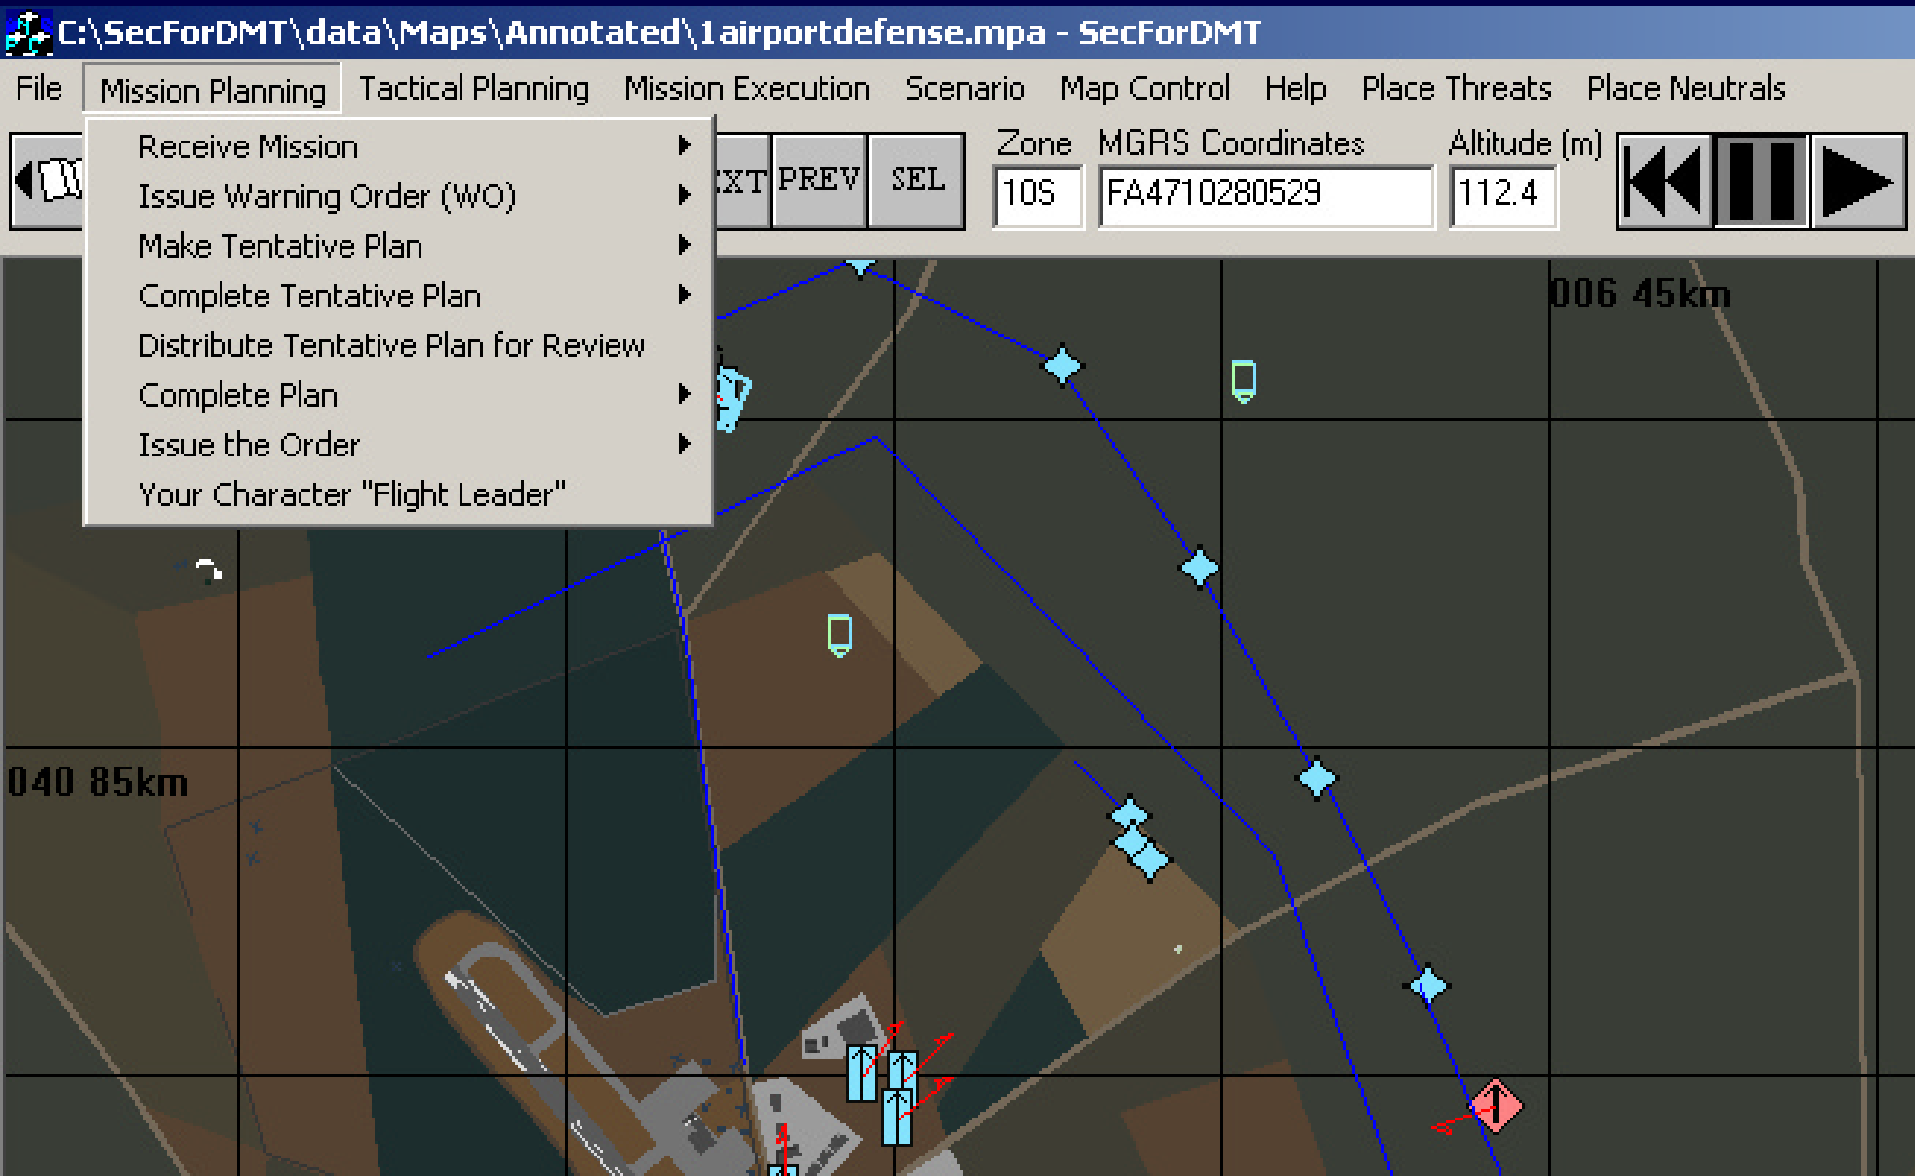 C:\SecForDMT\data\Maps\Annotated\1airportdefense.mpa - SecForDMT
File Mission Planning Tactical Planning Mission Execution Scenario Map Control Help Place Threats Place Neutrals
Receive Mission
Issue Warning Order (WO)
Make Tentative Plan
Complete Tentative Plan
Distribute Tentative Plan for Review
Complete Plan
Issue the Order
Your Character "Flight Leader"
PREV SEL
Zone MGRS Coordinates Altitude (m)
10S FA4710280529 112.4
006 45km
040 85km